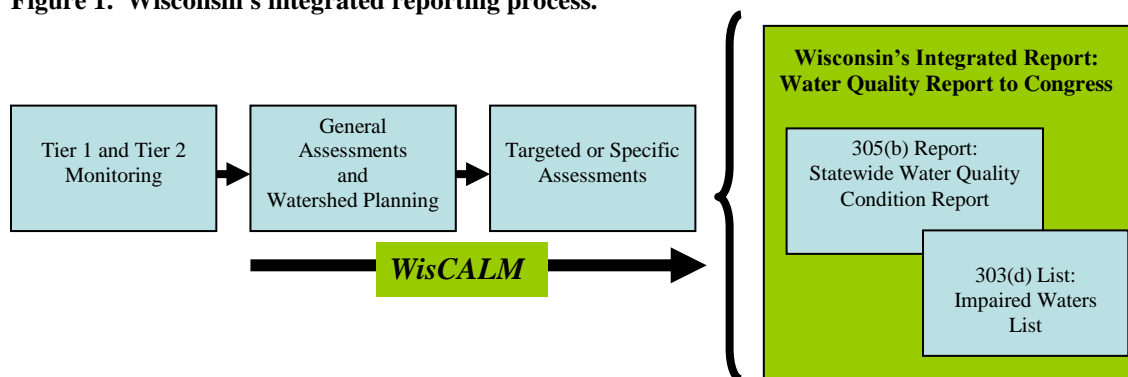 Figure 1.  Wisconsin's integrated reporting process.
Tier 1 and Tier 2
Monitoring
General
Assessments
and
Watershed Planning
Targeted or Specific
Assessments
WisCALM
Wisconsin's Integrated Report:
Water Quality Report to Congress
305(b) Report:
Statewide Water Quality
Condition Report
303(d) List:
Impaired Waters
List